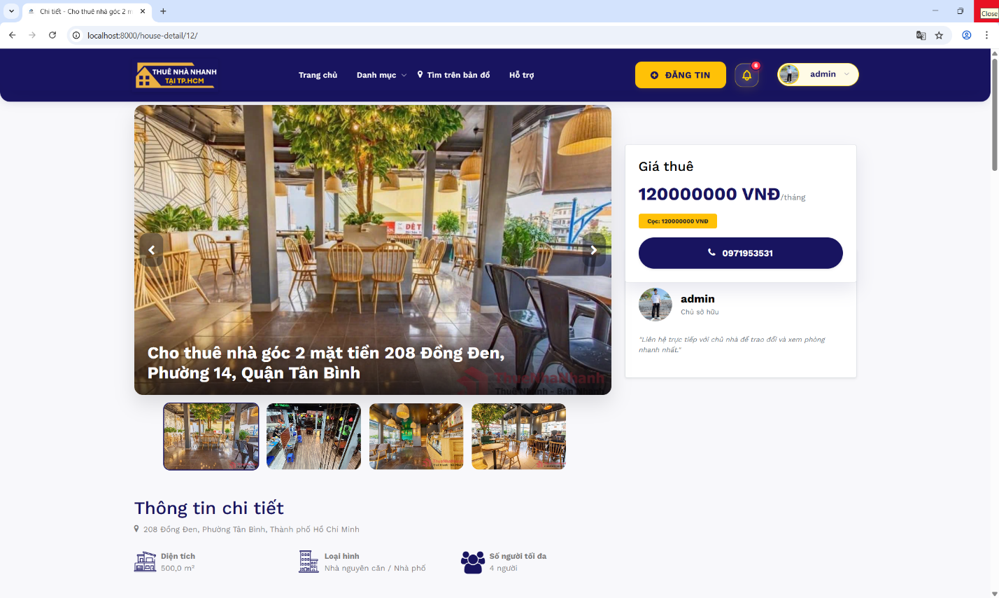 Chi tiết - Cho thuê nhà góc 2 m
Close
localhost:8000/house-detail/12/
THUÊ NHÀ NHANH
TẠI TP.HCM
Trang chủ
Danh mục
Tìm trên bản đồ
Hỗ trợ
ĐĂNG TIN
6
admin
Giá thuê
120000000 VNĐ/tháng
Cọc: 120000000 VNĐ
0971953531
admin
Chủ sở hữu
"Liên hệ trực tiếp với chủ nhà để trao đổi và xem phòng
nhanh nhất."
Cho thuê nhà góc 2 mặt tiền 208 Đồng Đen,
Phường 14, Quận Tân Bình
ThueNhaNhanh
Thuê Nhanh - Bán Nhanh
Thông tin chi tiết
208 Đồng Đen, Phường Tân Bình, Thành phố Hồ Chí Minh
Diện tích
500,0 m²
Loại hình
Nhà nguyên căn / Nhà phố
Số người tối đa
4 người